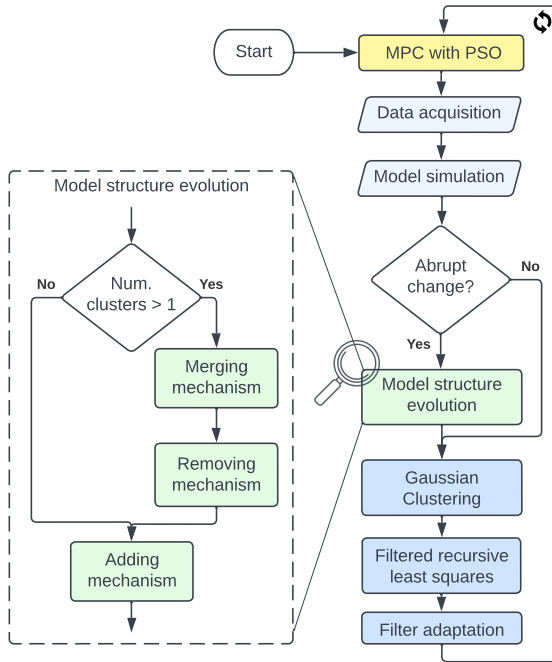 Start
MPC with PSO
Data acquisition
Model simulation
Abrupt
change?
No
Yes
Model structure
evolution
Gaussian
Clustering
Filtered recursive
least squares
Filter adaptation
Model structure evolution
Num.
clusters > 1
No
Yes
Merging
mechanism
Removing
mechanism
Adding
mechanism